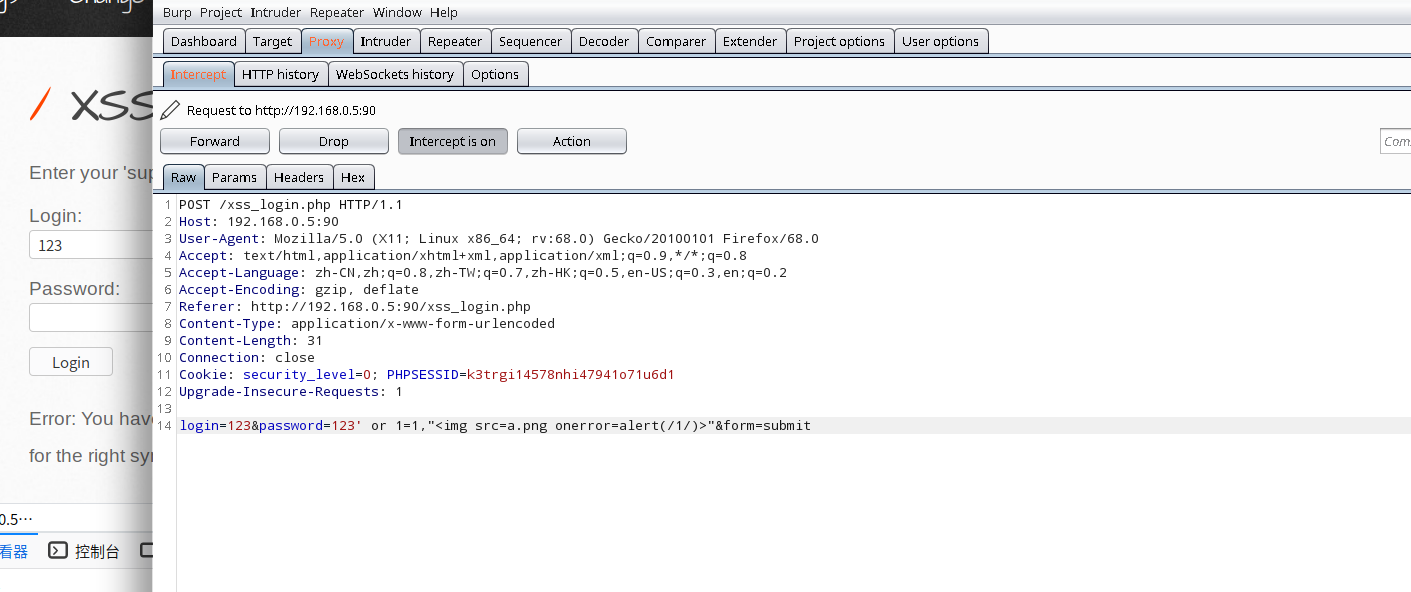 Burp Project Intruder Repeater Window Help
Dashboard Target Proxy Intruder Repeater Sequencer Decoder Comparer Extender Project options User options
Intercept HTTP history WebSockets history Options
Request to http://192.168.0.5:90
Forward Drop Intercept is on Action
Raw Params Headers Hex
1 POST /xss_login.php HTTP/1.1
2 Host: 192.168.0.5:90
3 User-Agent: Mozilla/5.0 (X11; Linux x86_64; rv:68.0) Gecko/20100101 Firefox/68.0
4 Accept: text/html,application/xhtml+xml,application/xml;q=0.9,*/*;q=0.8
5 Accept-Language: zh-CN,zh;q=0.8,zh-TW;q=0.7,zh-HK;q=0.5,en-US;q=0.3,en;q=0.2
6 Accept-Encoding: gzip, deflate
7 Referer: http://192.168.0.5:90/xss_login.php
8 Content-Type: application/x-www-form-urlencoded
9 Content-Length: 31
10 Connection: close
11 Cookie: security_level=0; PHPSESSID=k3trgi14578nhi47941o71u6d1
12 Upgrade-Insecure-Requests: 1
13
14 login=123&password=123' or 1=1,"<img src=a.png onerror=alert(/1/)>"&form=submit
/ XSS
Enter your 'sup
Login:
123
Password:
Login
Error: You have
for the right syn
0.5…
看器 控制台